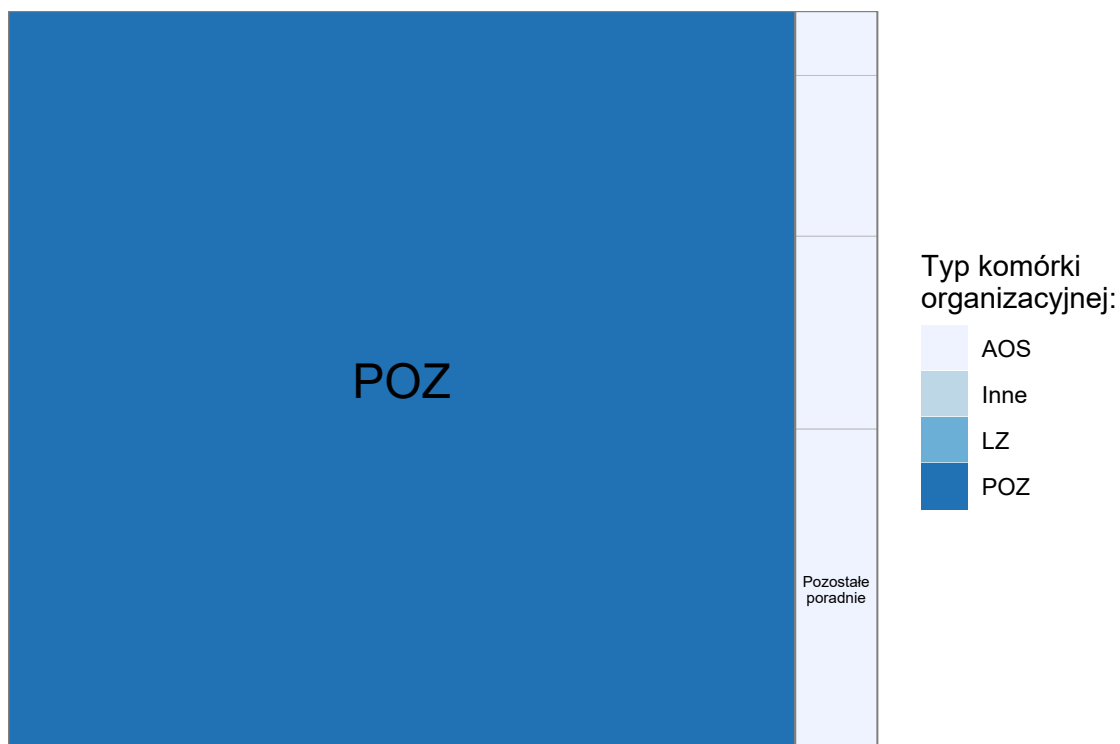 POZ
Pozostałe
poradnie
Typ komórki
organizacyjnej:
AOS
Inne
LZ
POZ